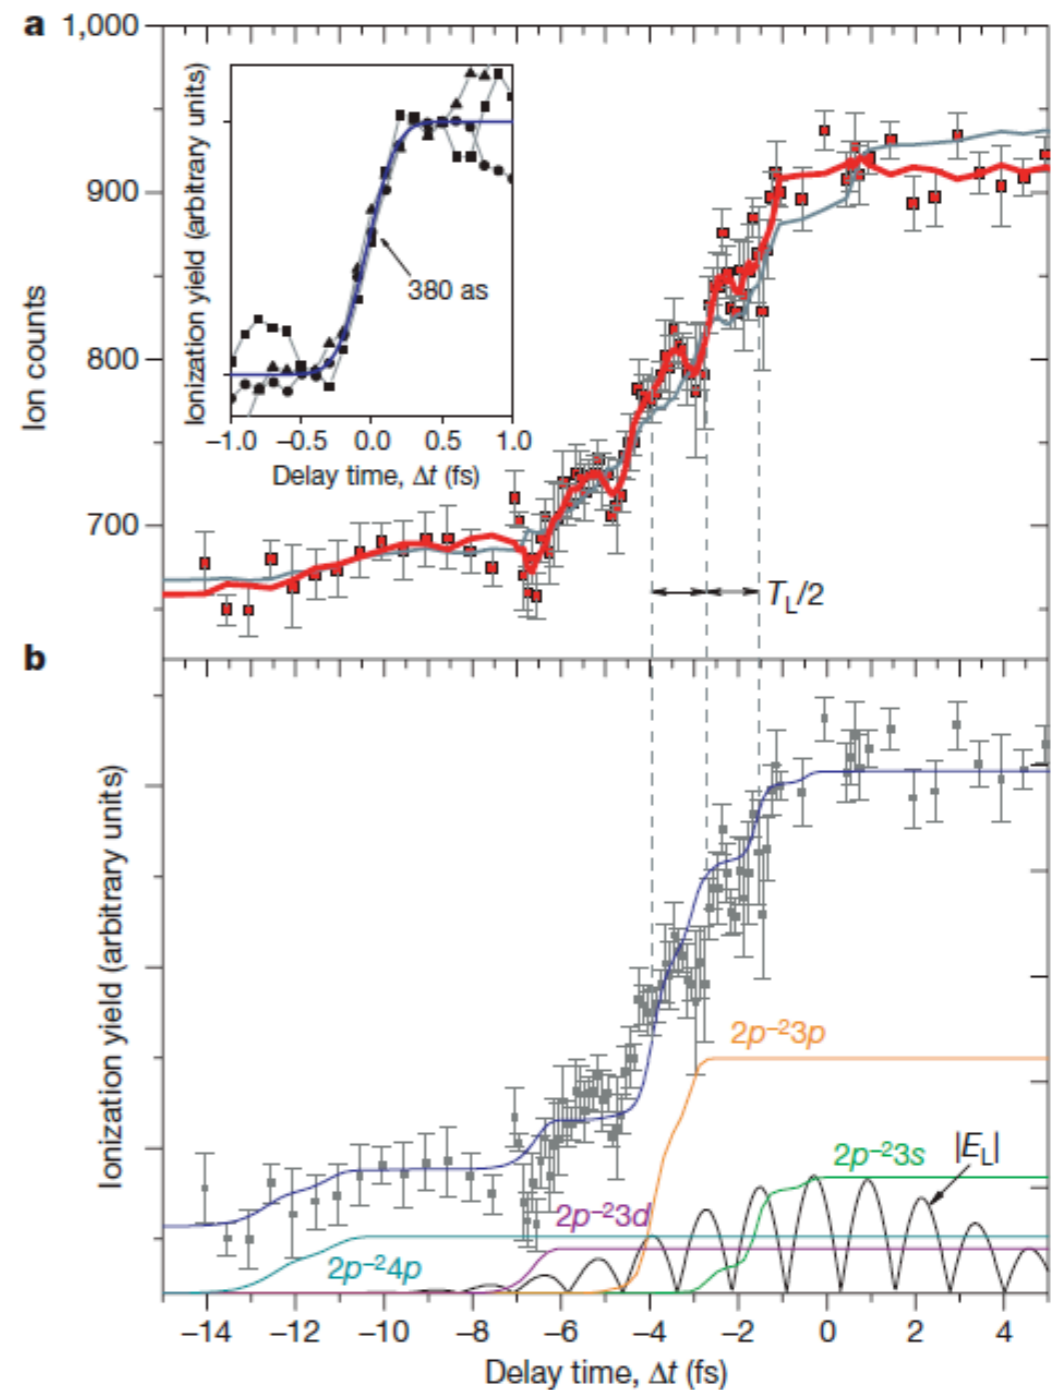 a
1,000
900
800
700
Ion counts
Ionization yield (arbitrary units)
380 as
−1.0 −0.5 0.0 0.5 1.0
Delay time, Δt (fs)
T_L/2
b
Ionization yield (arbitrary units)
2p⁻²3p
2p⁻²3s
|E_L|
2p⁻²3d
2p⁻²4p
−14 −12 −10 −8 −6 −4 −2 0 2 4
Delay time, Δt (fs)